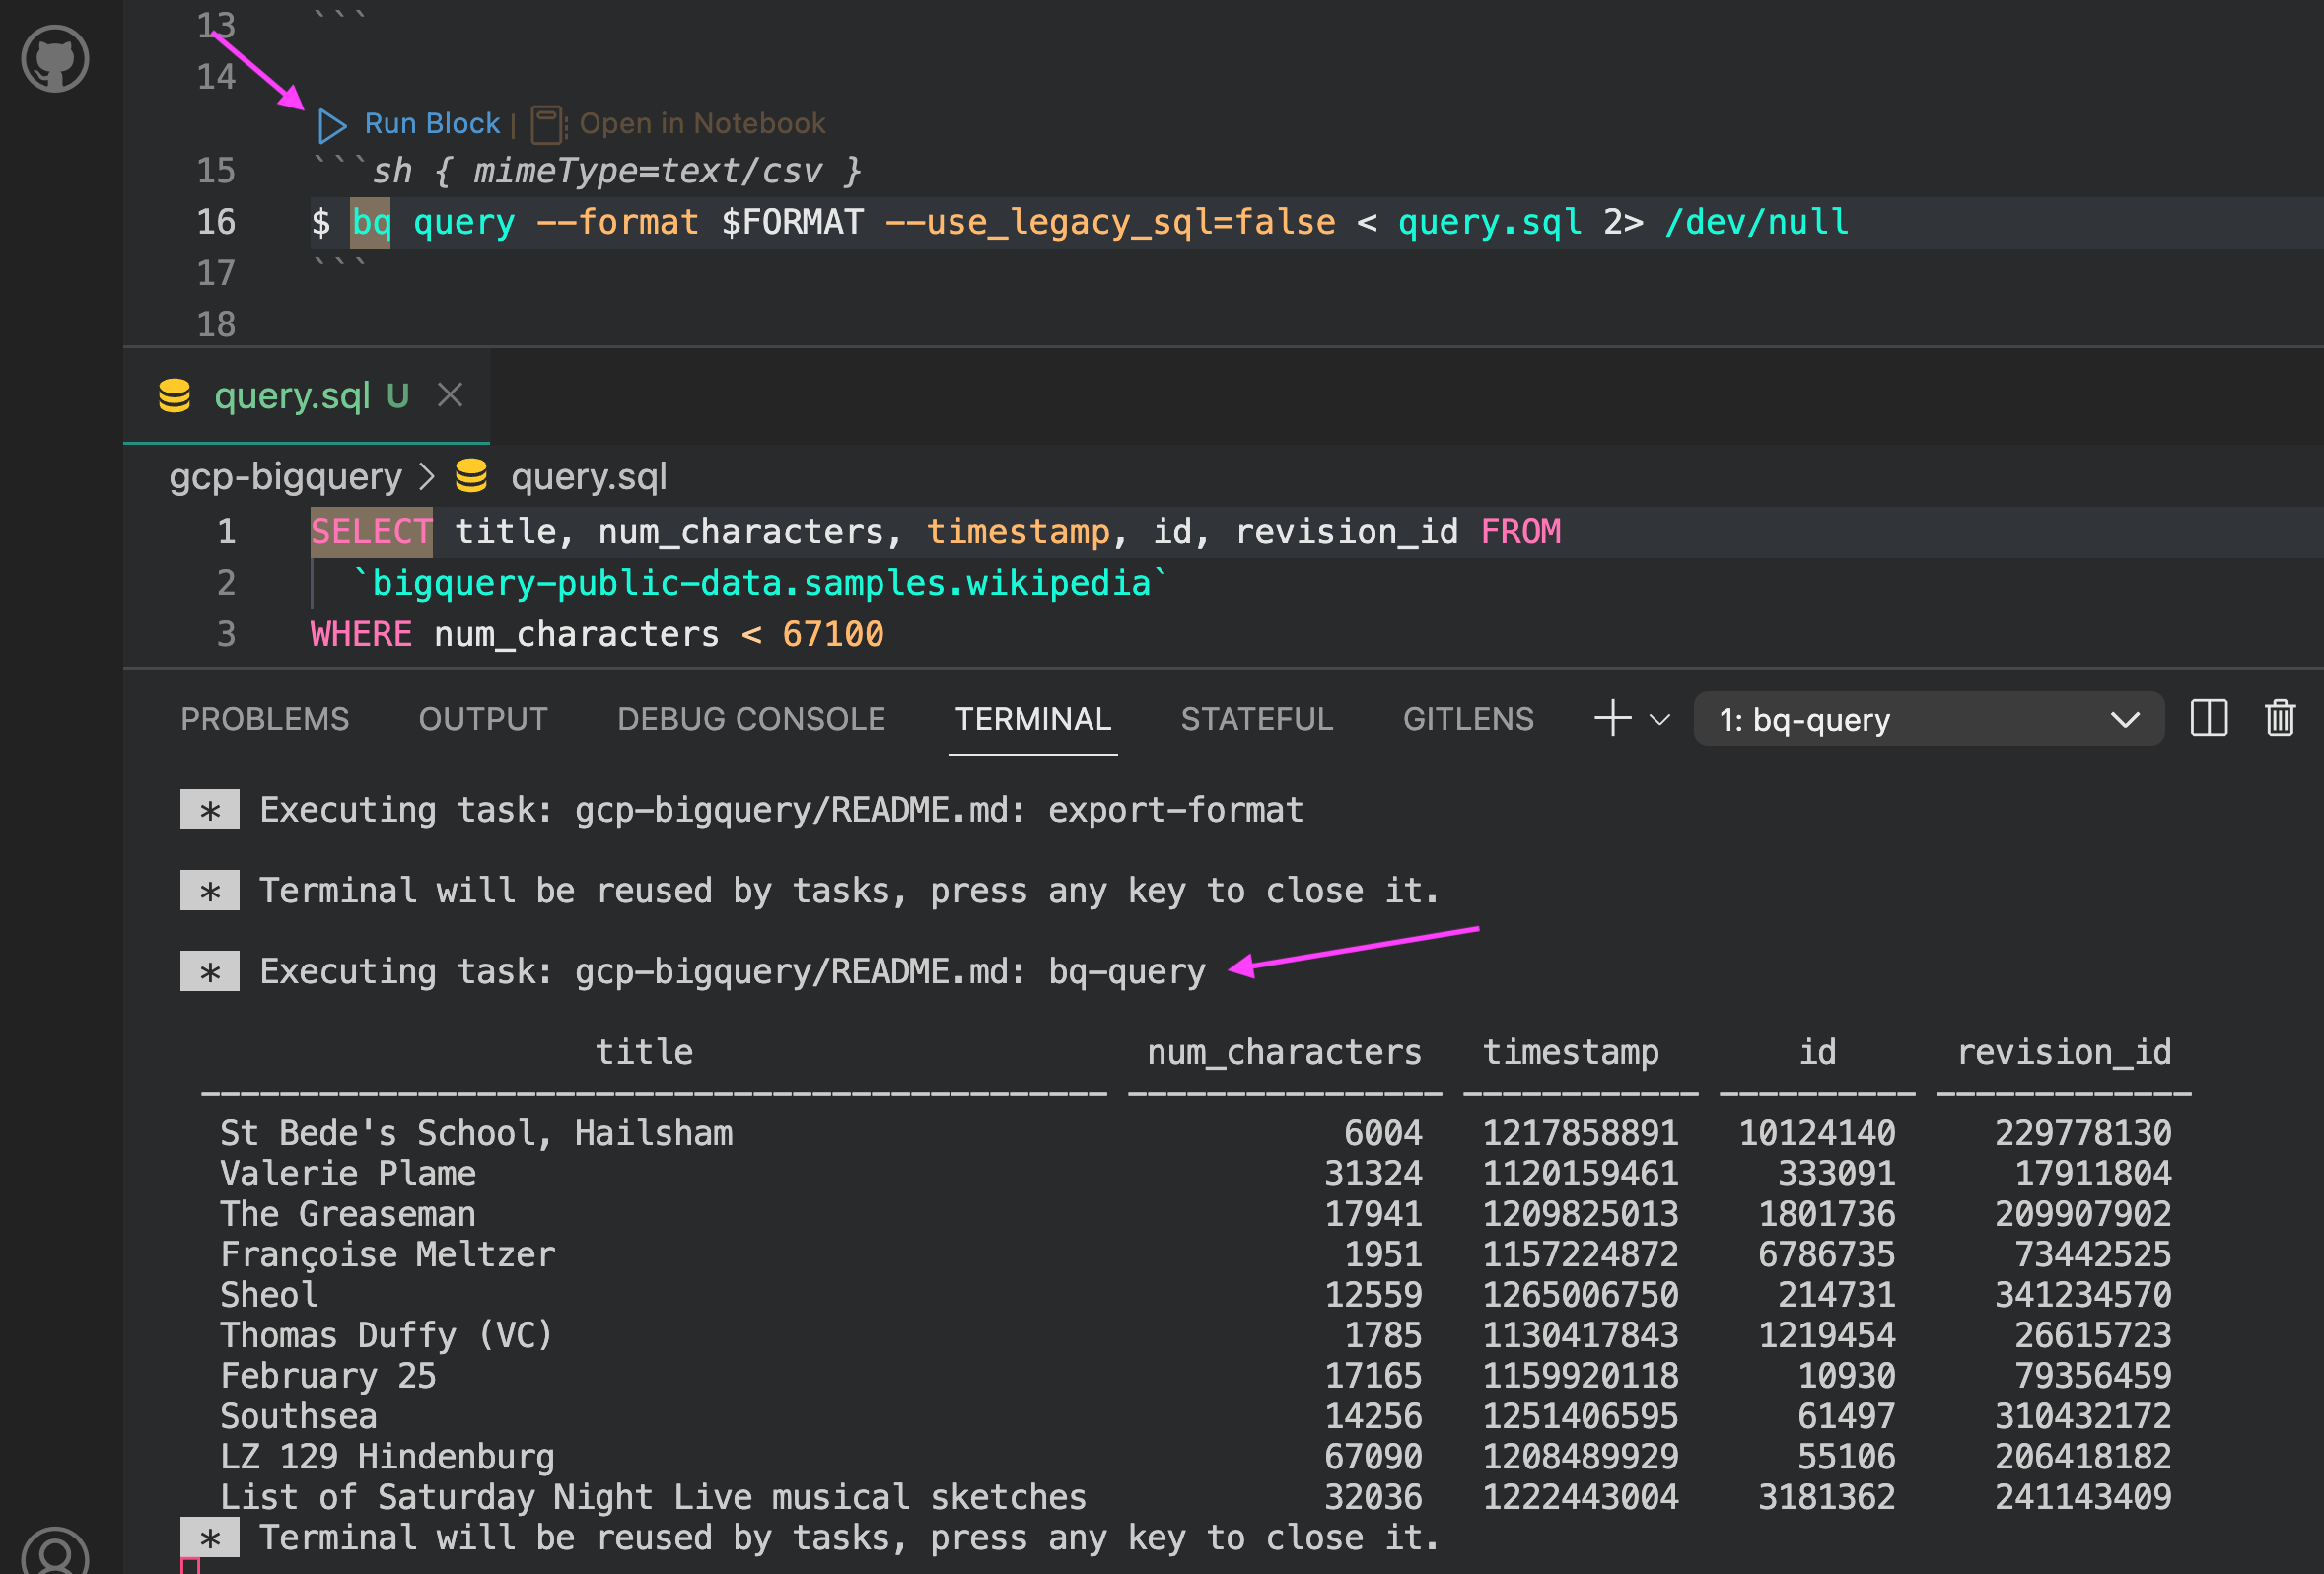 13 ```
14
Run Block | Open in Notebook
15 ```sh { mimeType=text/csv }
16 $ bq query --format $FORMAT --use_legacy_sql=false < query.sql 2> /dev/null
17 ```
18
query.sql U
gcp-bigquery > query.sql
1 SELECT title, num_characters, timestamp, id, revision_id FROM
2 `bigquery-public-data.samples.wikipedia`
3 WHERE num_characters < 67100
PROBLEMS OUTPUT DEBUG CONSOLE TERMINAL STATEFUL GITLENS 1: bq-query
* Executing task: gcp-bigquery/README.md: export-format
* Terminal will be reused by tasks, press any key to close it.
* Executing task: gcp-bigquery/README.md: bq-query
title num_characters timestamp id revision_id
---------------------------------------------- ---------------- ------------ ---------- -------------
St Bede's School, Hailsham 6004 1217858891 10124140 229778130
Valerie Plame 31324 1120159461 333091 17911804
The Greaseman 17941 1209825013 1801736 209907902
Françoise Meltzer 1951 1157224872 6786735 73442525
Sheol 12559 1265006750 214731 341234570
Thomas Duffy (VC) 1785 1130417843 1219454 26615723
February 25 17165 1159920118 10930 79356459
Southsea 14256 1251406595 61497 310432172
LZ 129 Hindenburg 67090 1208489929 55106 206418182
List of Saturday Night Live musical sketches 32036 1222443004 3181362 241143409
* Terminal will be reused by tasks, press any key to close it.